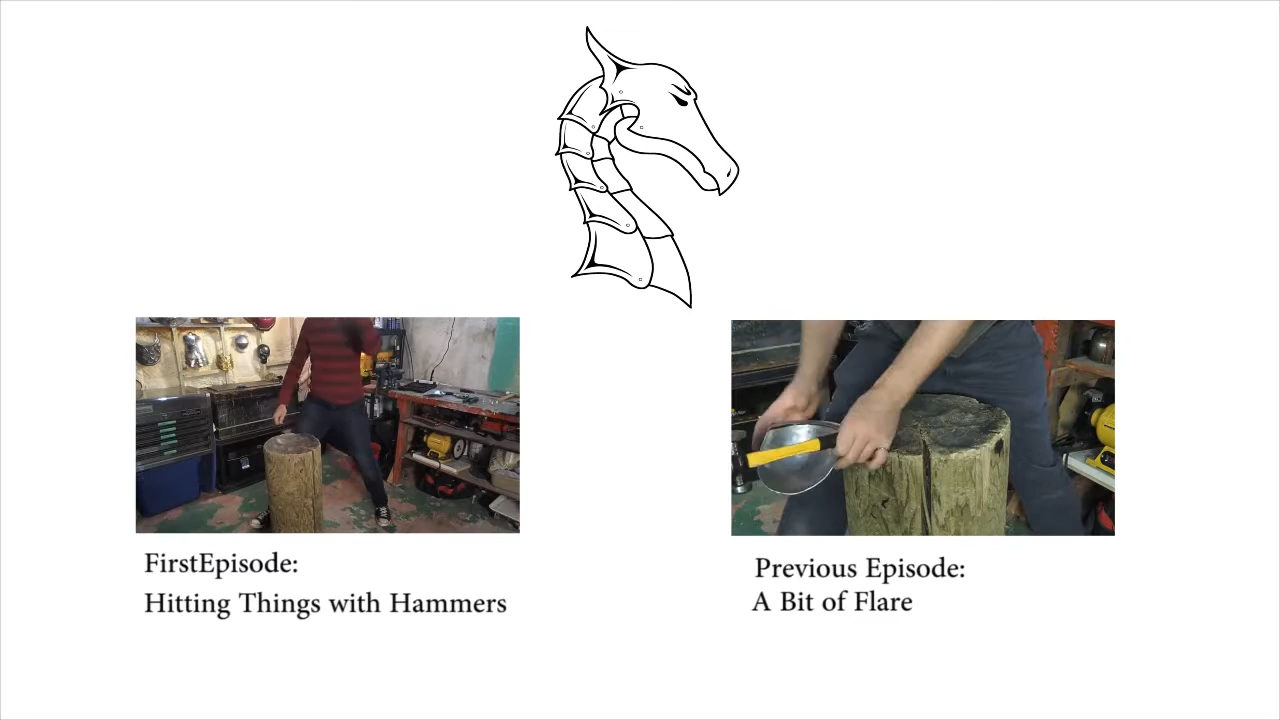 FirstEpisode:
Hitting Things with Hammers
Previous Episode:
A Bit of Flare